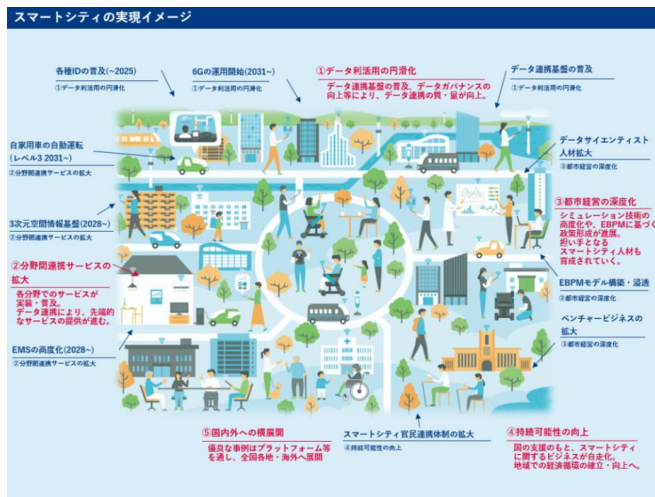 スマートシティの実現イメージ
各種IDの普及(~2025)
①データ利活用の円滑化
6Gの運用開始(2031~)
①データ利活用の円滑化
①データ利活用の円滑化
データ連携基盤の普及、データガバナンスの
向上等により、データ連携の質・量が向上。
データ連携基盤の普及
①データ利活用の円滑化
自家用車の自動運転
(レベル3 2031~)
②分野間連携サービスの拡大
データサイエンティスト
人材拡大
③都市経営の深度化
3次元空間情報基盤(2028~)
②分野間連携サービスの拡大
③都市経営の深度化
シミュレーション技術の
高度化や、EBPMに基づく
政策形成が進展。
担い手となる
スマートシティ人材も
育成されていく。
②分野間連携サービスの
拡大
各分野でのサービスが
実装・普及。
データ連携により、先端的
なサービスの提供が進む。
EBPMモデル構築・浸透
③都市経営の深度化
ベンチャービジネスの
拡大
③都市経営の深度化
EMSの高度化(2028~)
②分野間連携サービスの拡大
⑤国内外への横展開
優良な事例はプラットフォーム等
を通し、全国各地・海外へ展開
スマートシティ官民連携体制の拡大
④持続可能性の向上
④持続可能性の向上
国の支援のもと、スマートシティ
に関するビジネスが自走化。
地域での経済循環の確立・向上へ。